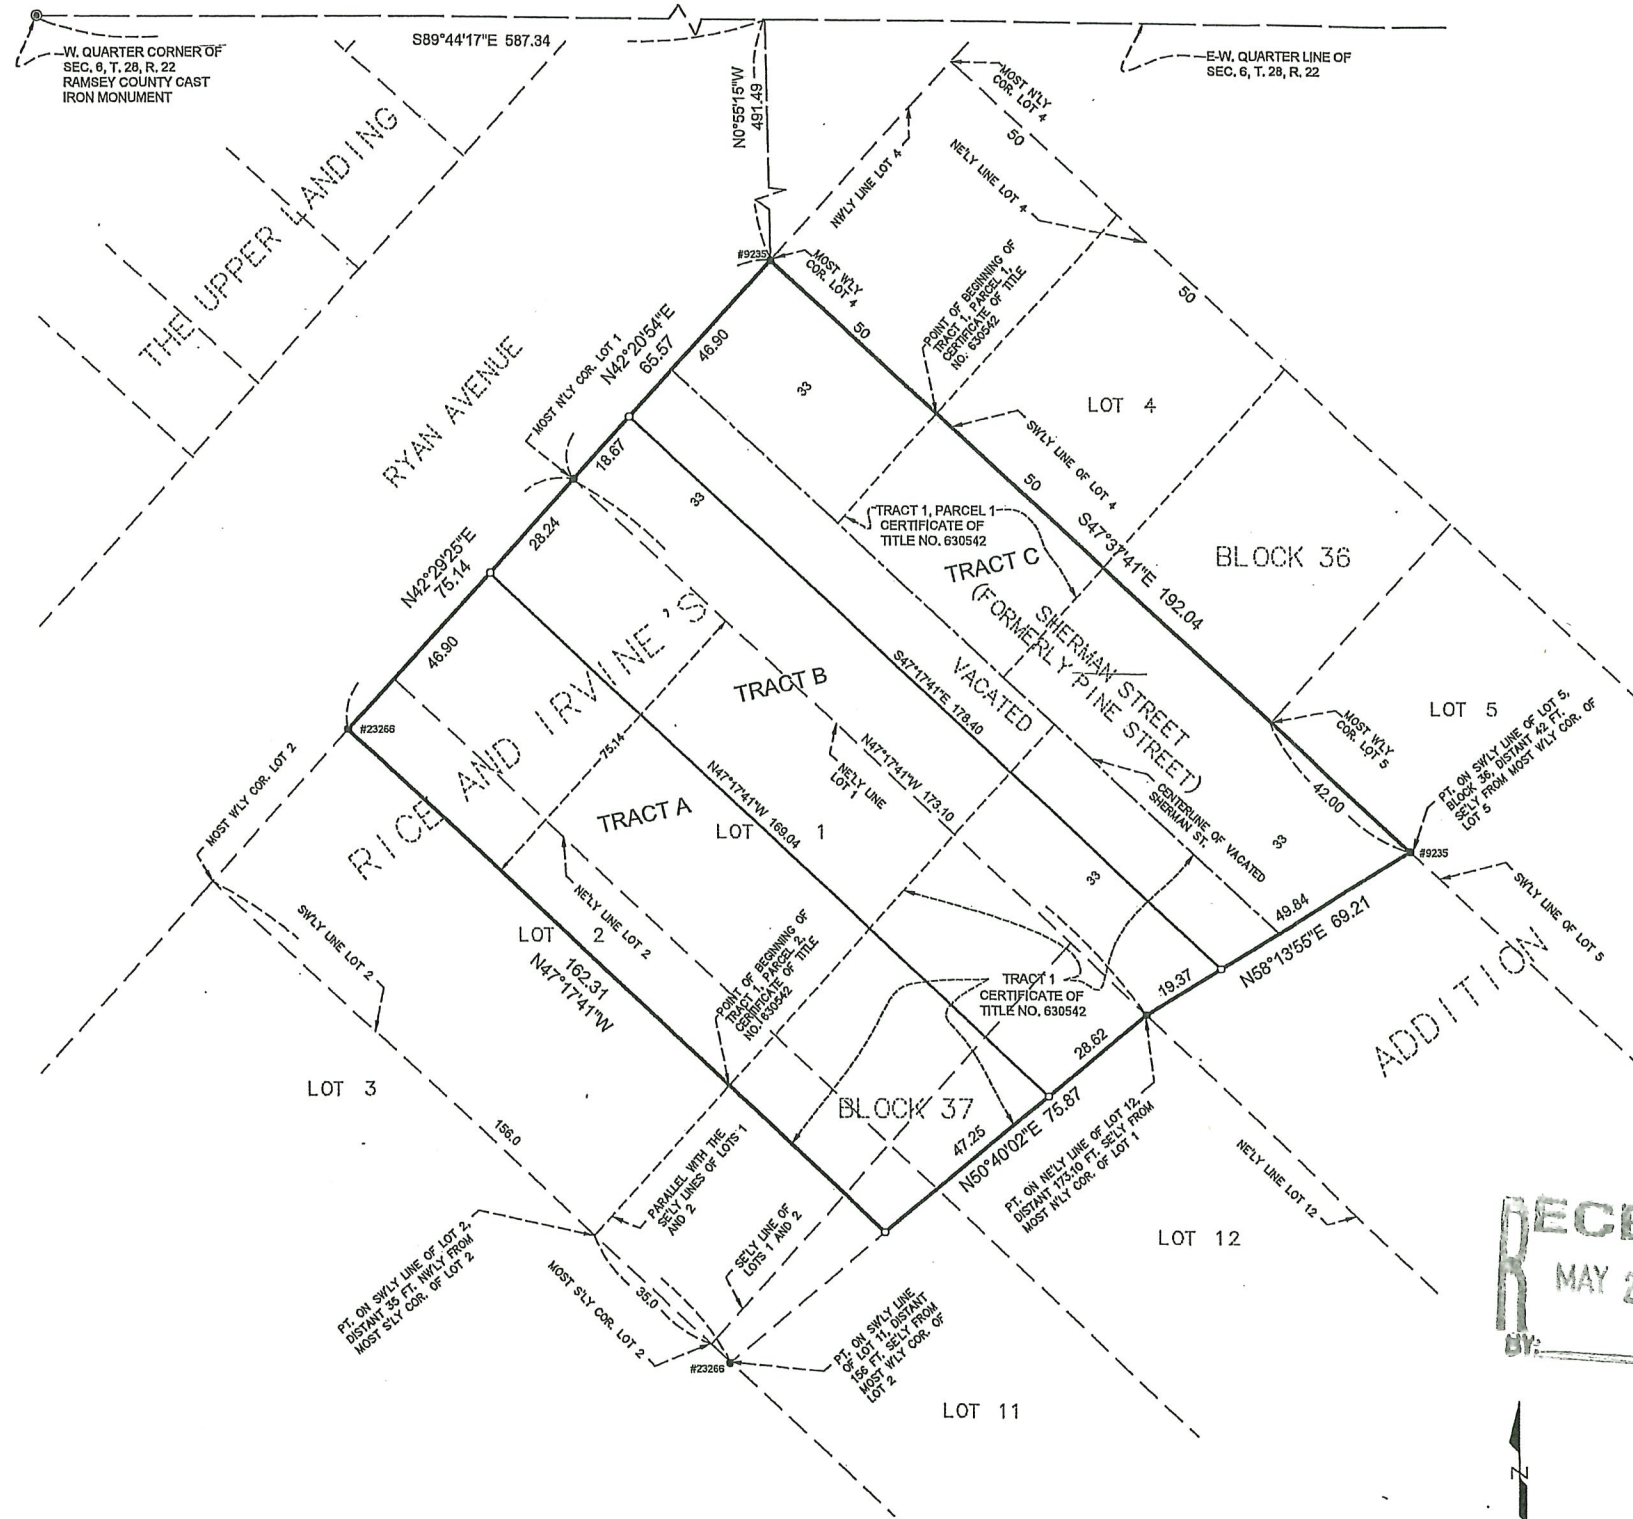 S89°44'17"E 587.34
W. QUARTER CORNER OF
SEC. 6, T. 28, R. 22
RAMSEY COUNTY CAST
IRON MONUMENT
N0°55'15"W
491.49
E-W. QUARTER LINE OF
SEC. 6, T. 28, R. 22
MOST N'LY
COR. LOT 4
50
NE'LY LINE LOT 4
NW'LY LINE LOT 4
50
THE UPPER LANDING
#9235
MOST W'LY
COR. LOT 4
50
POINT OF BEGINNING OF
TRACT 1, PARCEL 1,
CERTIFICATE OF TITLE
NO. 630542
RYAN AVENUE
MOST N'LY COR. LOT 1
N42°20'54"E
65.57
46.90
33
LOT 4
SW'LY LINE OF LOT 4
18.67
33
50
TRACT 1, PARCEL 1
CERTIFICATE OF
TITLE NO. 630542
S47°37'41"E 192.04
BLOCK 36
N42°29'25"E
75.14
28.24
TRACT C
SHERMAN STREET
(FORMERLY PINE STREET)
VACATED
46.90
RICE AND IRVINE'S
TRACT B
S47°17'41"E 178.40
LOT 5
MOST W'LY
COR. LOT 5
PT. ON SW'LY LINE OF LOT 5,
BLOCK 36, DISTANT 42 FT.
SE'LY FROM MOST W'LY COR. OF
LOT 5
#23266
75.14
NE'LY LINE
LOT 1
N47°17'41"W 173.10
MOST W'LY COR. LOT 2
N47°17'41"W 169.04
TRACT A
LOT 1
CENTERLINE OF VACATED
SHERMAN ST.
33
42.00
#9235
SW'LY LINE OF LOT 5
33
NE'LY LINE LOT 2
SW'LY LINE LOT 2
LOT 2
162.31
N47°17'41"W
POINT OF BEGINNING OF
TRACT 1, PARCEL 2,
CERTIFICATE OF TITLE
NO. 630542
TRACT 1
CERTIFICATE OF
TITLE NO. 630542
49.84
N58°13'55"E 69.21
19.37
ADDITION
28.62
LOT 3
BLOCK 37
47.25
N50°40'02"E 75.87
156.0
PARALLEL WITH THE
SE'LY LINES OF LOTS 1
AND 2
PT. ON NE'LY LINE OF LOT 12,
DISTANT 173.10 FT. SE'LY FROM
MOST N'LY COR. OF LOT 1
NE'LY LINE LOT 12
LOT 12
PT. ON SW'LY LINE OF LOT 2,
DISTANT 35 FT. NW'LY FROM
MOST S'LY COR. OF LOT 2
SE'LY LINE OF
LOTS 1 AND 2
35.0
MOST S'LY COR. LOT 2
#23266
PT. ON SW'LY LINE
OF LOT 11, DISTANT
156 FT. SE'LY FROM
MOST W'LY COR. OF
LOT 2
LOT 11
MAY 2
BY:
N